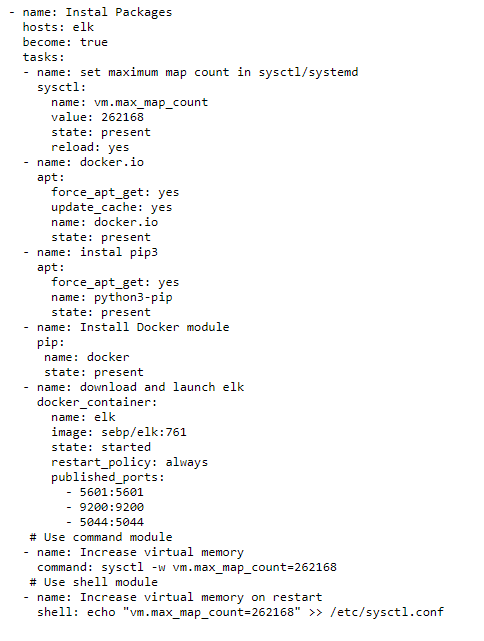 - name: Instal Packages
  hosts: elk
  become: true
  tasks:
  - name: set maximum map count in sysctl/systemd
    sysctl:
      name: vm.max_map_count
      value: 262168
      state: present
      reload: yes
  - name: docker.io
    apt:
      force_apt_get: yes
      update_cache: yes
      name: docker.io
      state: present
  - name: instal pip3
    apt:
      force_apt_get: yes
      name: python3-pip
      state: present
  - name: Install Docker module
    pip:
     name: docker
     state: present
  - name: download and launch elk
    docker_container:
      name: elk
      image: sebp/elk:761
      state: started
      restart_policy: always
      published_ports:
        - 5601:5601
        - 9200:9200
        - 5044:5044
   # Use command module
  - name: Increase virtual memory
    command: sysctl -w vm.max_map_count=262168
   # Use shell module
  - name: Increase virtual memory on restart
    shell: echo "vm.max_map_count=262168" >> /etc/sysctl.conf